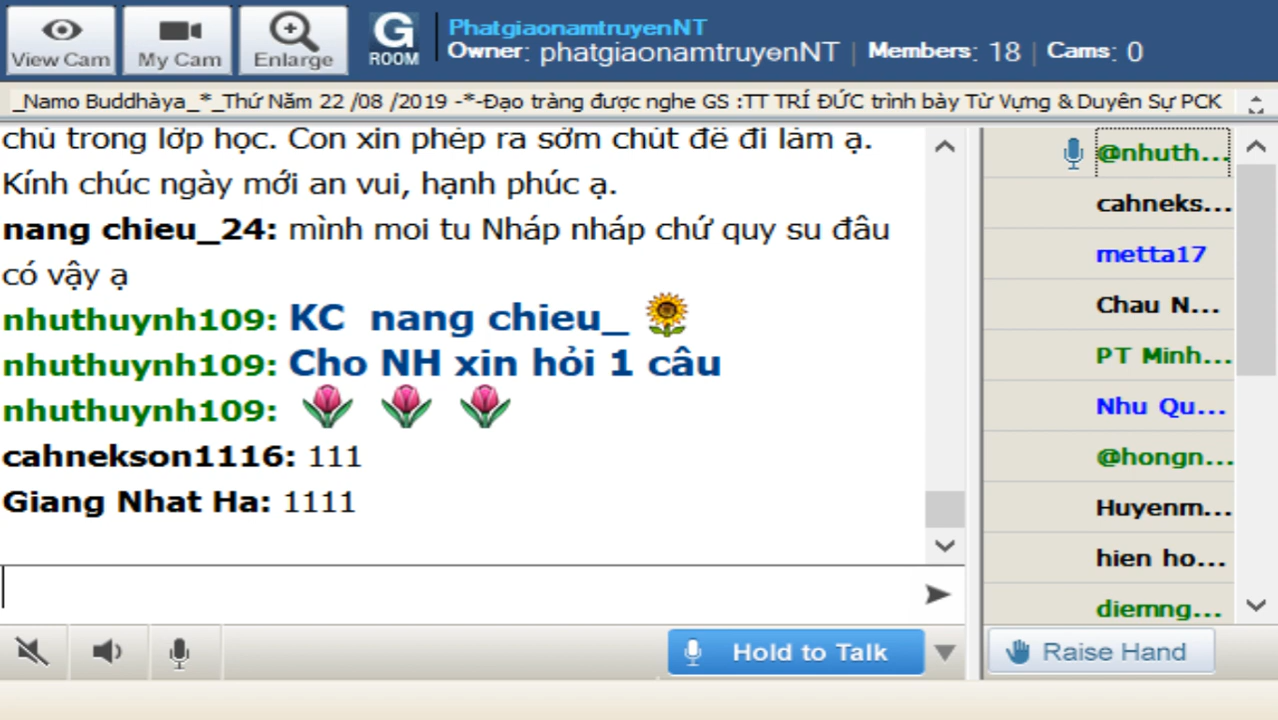 View Cam
My Cam
Enlarge
G
ROOM
PhatgiaonamtruyenNT
Owner: phatgiaonamtruyenNT | Members: 18 | Cams: 0
_Namo Buddhàya_*_Thứ Năm 22 /08 /2019 -*-Đạo tràng được nghe GS :TT TRÍ ĐỨC trình bày Từ Vựng & Duyên Sự PCK
chú trong lớp học. Con xin phép ra sớm chút để đi làm ạ.
Kính chúc ngày mới an vui, hạnh phúc ạ.
nang chieu_24: mình moi tu Nháp nháp chứ quy su đâu
có vậy ạ
nhuthuynh109: KC nang chieu_
nhuthuynh109: Cho NH xin hỏi 1 câu
nhuthuynh109:
cahnekson1116: 111
Giang Nhat Ha: 1111
@nhuth...
cahneks...
metta17
Chau N...
PT Minh...
Nhu Qu...
@hongn...
Huyenm...
hien ho...
diemng...
Hold to Talk
Raise Hand